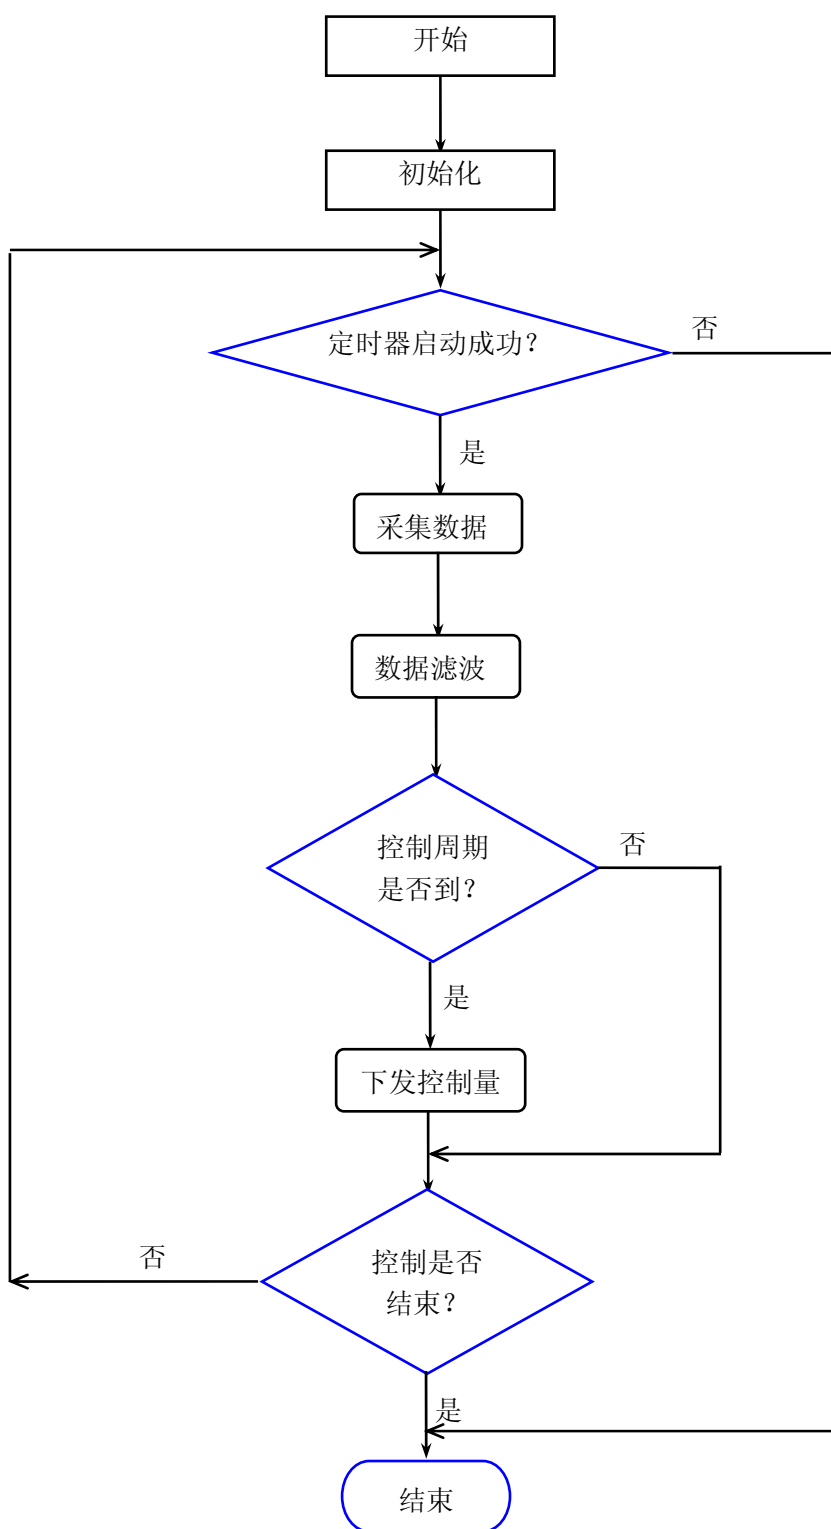 开始
初始化
定时器启动成功？
否
是
采集数据
数据滤波
控制周期
是否到？
否
是
下发控制量
控制是否
结束？
否
是
结束